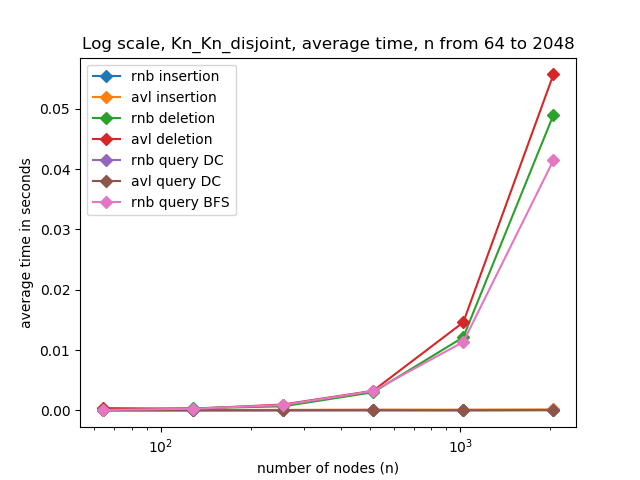 Log scale, Kn_Kn_disjoint, average time, n from 64 to 2048
rnb insertion
avl insertion
rnb deletion
avl deletion
rnb query DC
avl query DC
rnb query BFS
average time in seconds
0.05
0.04
0.03
0.02
0.01
0.00
10² 10³
number of nodes (n)